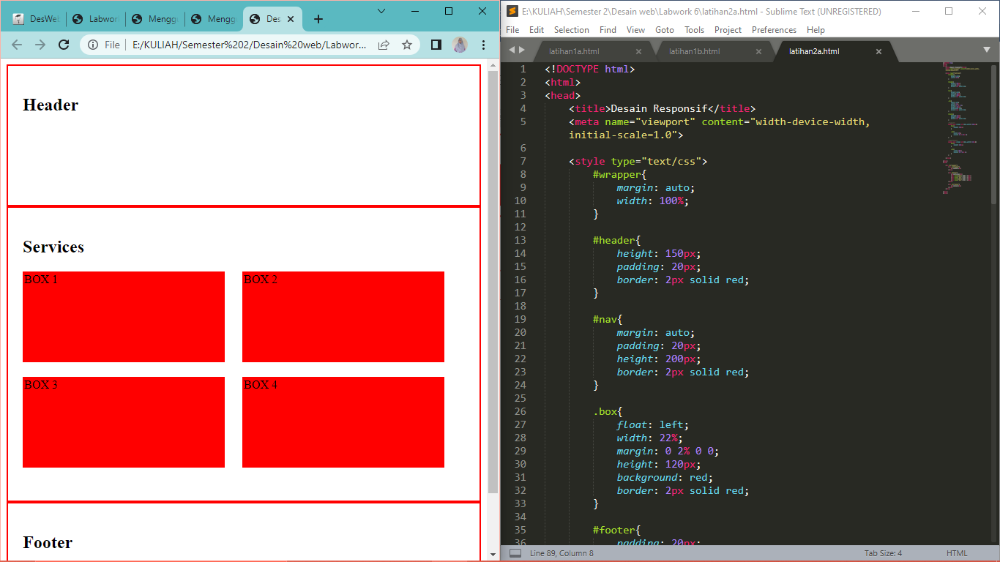 DesWeb
Labwork
Mengg
Mengg
Des
File
E:/KULIAH/Semester%202/Desain%20web/Labwor...
Header
Services
BOX 1
BOX 2
BOX 3
BOX 4
Footer
E:\KULIAH\Semester 2\Desain web\Labwork 6\latihan2a.html - Sublime Text (UNREGISTERED)
File Edit Selection Find View Goto Tools Project Preferences Help
latihan1a.html
latihan1b.html
latihan2a.html
1 <!DOCTYPE html>
2 <html>
3 <head>
4 <title>Desain Responsif</title>
5 <meta name="viewport" content="width-device-width,
initial-scale=1.0">
6
7 <style type="text/css">
8 #wrapper{
9 margin: auto;
10 width: 100%;
11 }
12
13 #header{
14 height: 150px;
15 padding: 20px;
16 border: 2px solid red;
17 }
18
19 #nav{
20 margin: auto;
21 padding: 20px;
22 height: 200px;
23 border: 2px solid red;
24 }
25
26 .box{
27 float: left;
28 width: 22%;
29 margin: 0 2% 0 0;
30 height: 120px;
31 background: red;
32 border: 2px solid red;
33 }
34
35 #footer{
36 padding: 20px;
Line 89, Column 8
Tab Size: 4
HTML